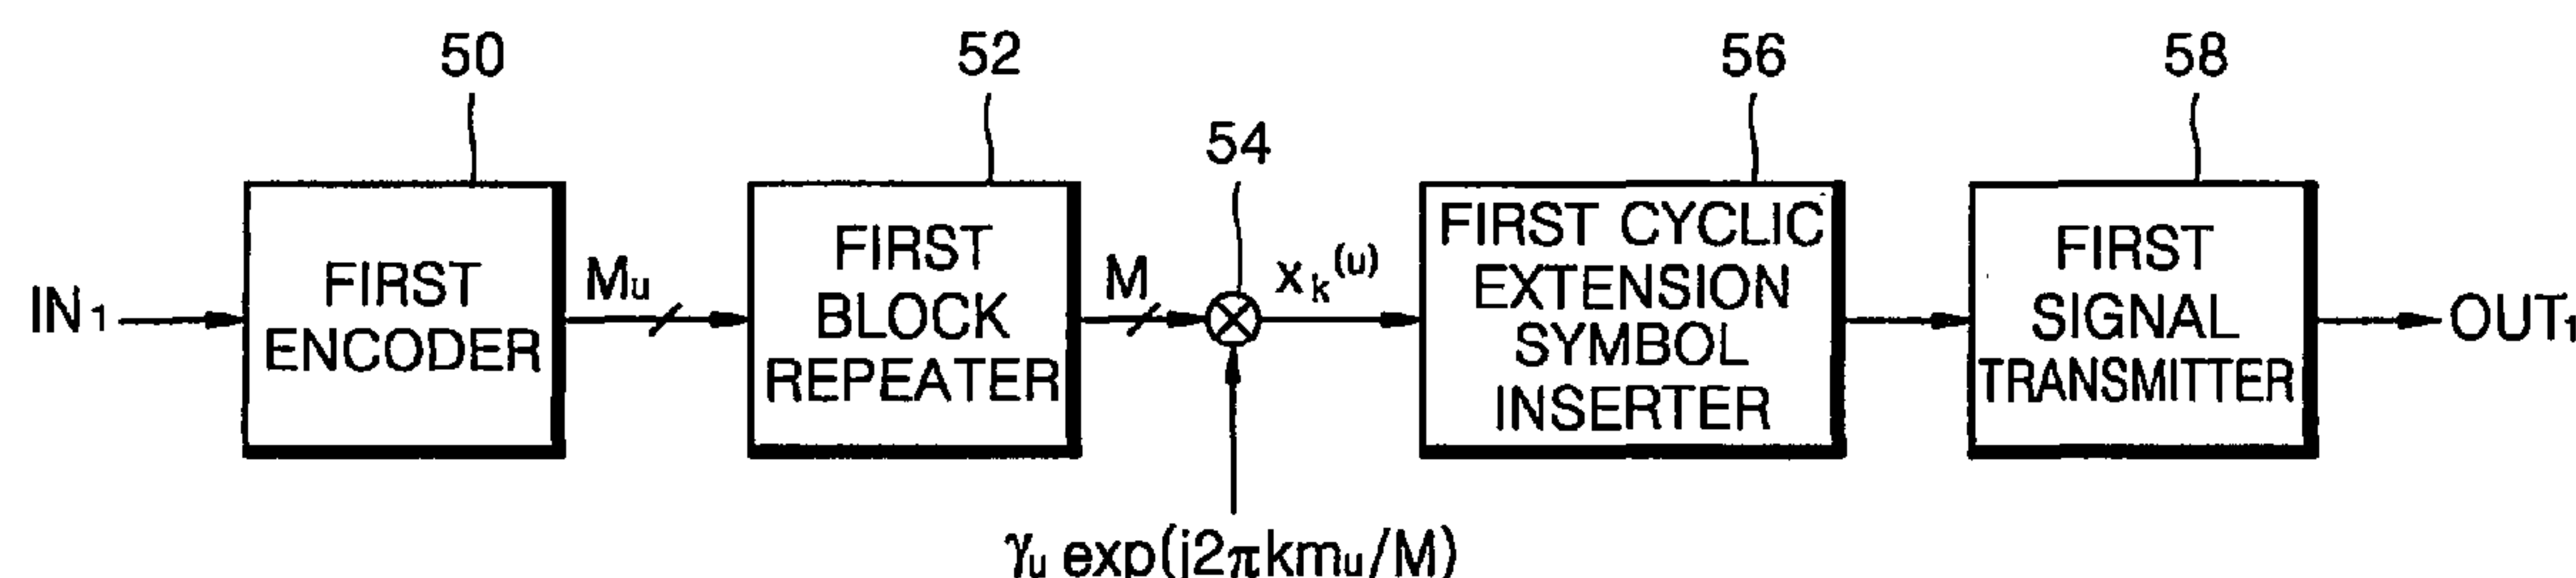 50
52
54
56
58
IN1
FIRST
ENCODER
Mu
FIRST
BLOCK
REPEATER
M
xk(u)
FIRST CYCLIC
EXTENSION
SYMBOL
INSERTER
FIRST
SIGNAL
TRANSMITTER
OUT1
γu exp(j2πkmu/M)